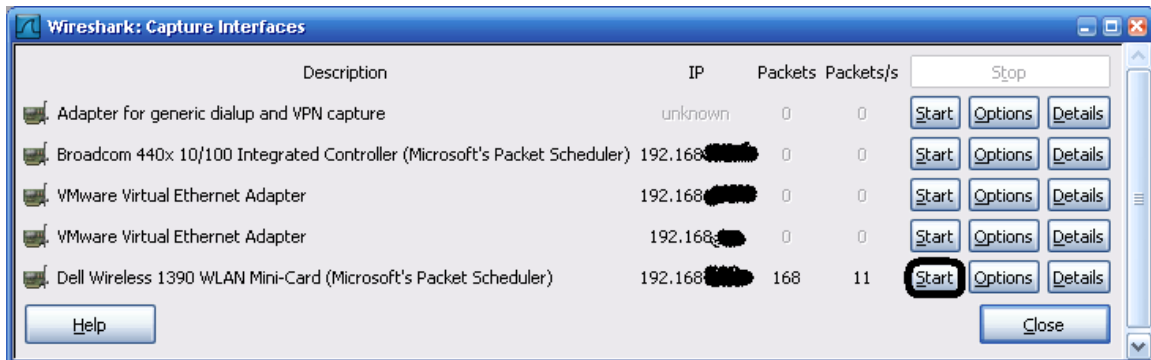 Wireshark: Capture Interfaces
Description IP Packets Packets/s Stop
Adapter for generic dialup and VPN capture unknown 0 0 Start Options Details
Broadcom 440x 10/100 Integrated Controller (Microsoft's Packet Scheduler) 192.168 0 0 Start Options Details
VMware Virtual Ethernet Adapter 192.168 0 0 Start Options Details
VMware Virtual Ethernet Adapter 192.168 0 0 Start Options Details
Dell Wireless 1390 WLAN Mini-Card (Microsoft's Packet Scheduler) 192.168 168 11 Start Options Details
Help Close